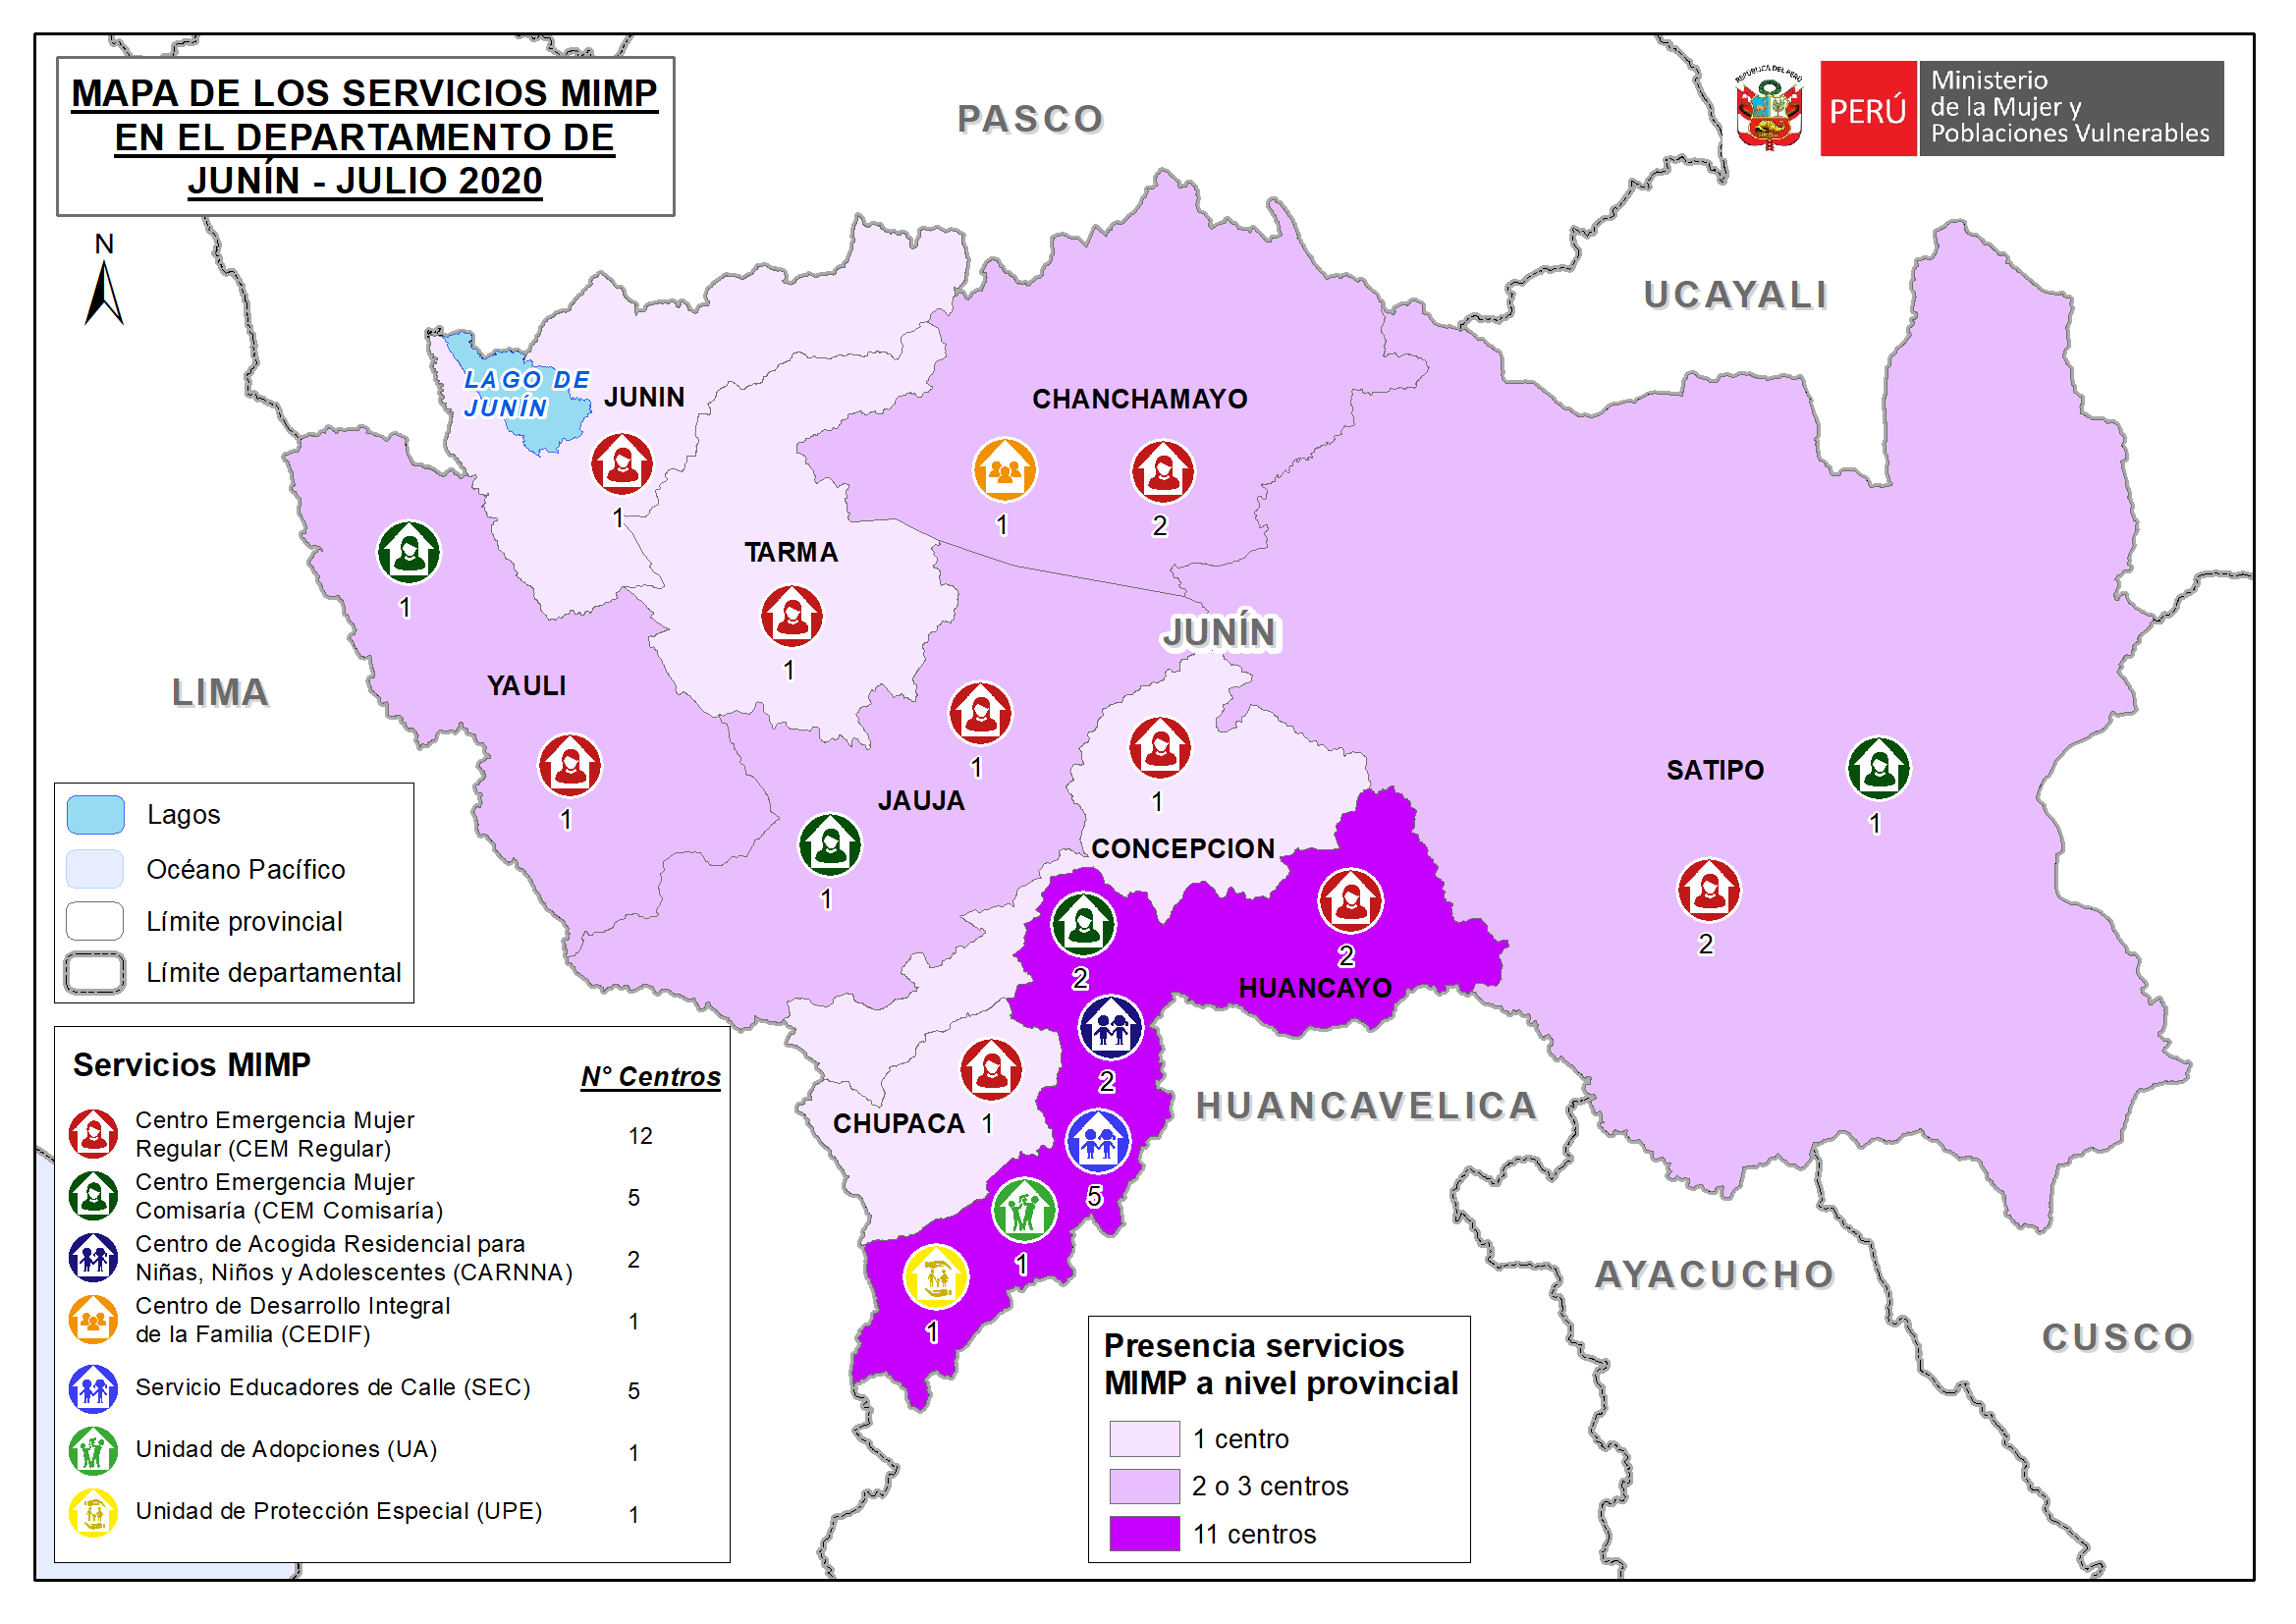 MAPA DE LOS SERVICIOS MIMP
EN EL DEPARTAMENTO DE
JUNÍN - JULIO 2020
N
REPÚBLICA DEL PERÚ
PERÚ
Ministerio
de la Mujer y
Poblaciones Vulnerables
PASCO
UCAYALI
LAGO DE
JUNÍN
JUNIN
1
CHANCHAMAYO
1
2
1
TARMA
1
JUNÍN
LIMA
YAULI
1
1
JAUJA
1
1
CONCEPCION
SATIPO
1
2
2
2
HUANCAYO
2
CHUPACA
1
5
1
1
HUANCAVELICA
AYACUCHO
CUSCO
Lagos
Océano Pacífico
Límite provincial
Límite departamental
Servicios MIMP
N° Centros
Centro Emergencia Mujer
Regular (CEM Regular)
12
Centro Emergencia Mujer
Comisaría (CEM Comisaría)
5
Centro de Acogida Residencial para
Niñas, Niños y Adolescentes (CARNNA)
2
Centro de Desarrollo Integral
de la Familia (CEDIF)
1
Servicio Educadores de Calle (SEC)
5
Unidad de Adopciones (UA)
1
Unidad de Protección Especial (UPE)
1
Presencia servicios
MIMP a nivel provincial
1 centro
2 o 3 centros
11 centros